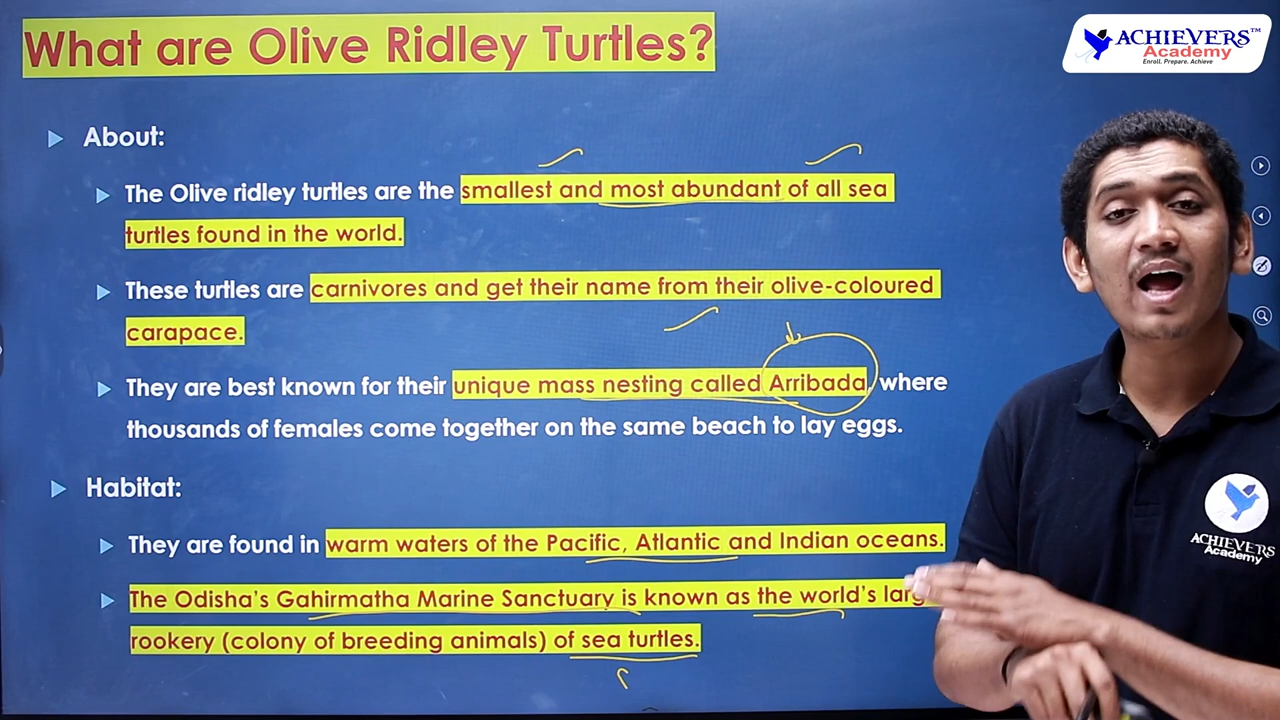 What are Olive Ridley Turtles?
ACHIEVERS™
Academy
Enroll. Prepare. Achieve
About:
The Olive ridley turtles are the smallest and most abundant of all sea
turtles found in the world.
These turtles are carnivores and get their name from their olive-coloured
carapace.
They are best known for their unique mass nesting called Arribada, where
thousands of females come together on the same beach to lay eggs.
Habitat:
They are found in warm waters of the Pacific, Atlantic and Indian oceans.
The Odisha's Gahirmatha Marine Sanctuary is known as the world's
rookery (colony of breeding animals) of sea turtles.
ACHIEVERS
Academy